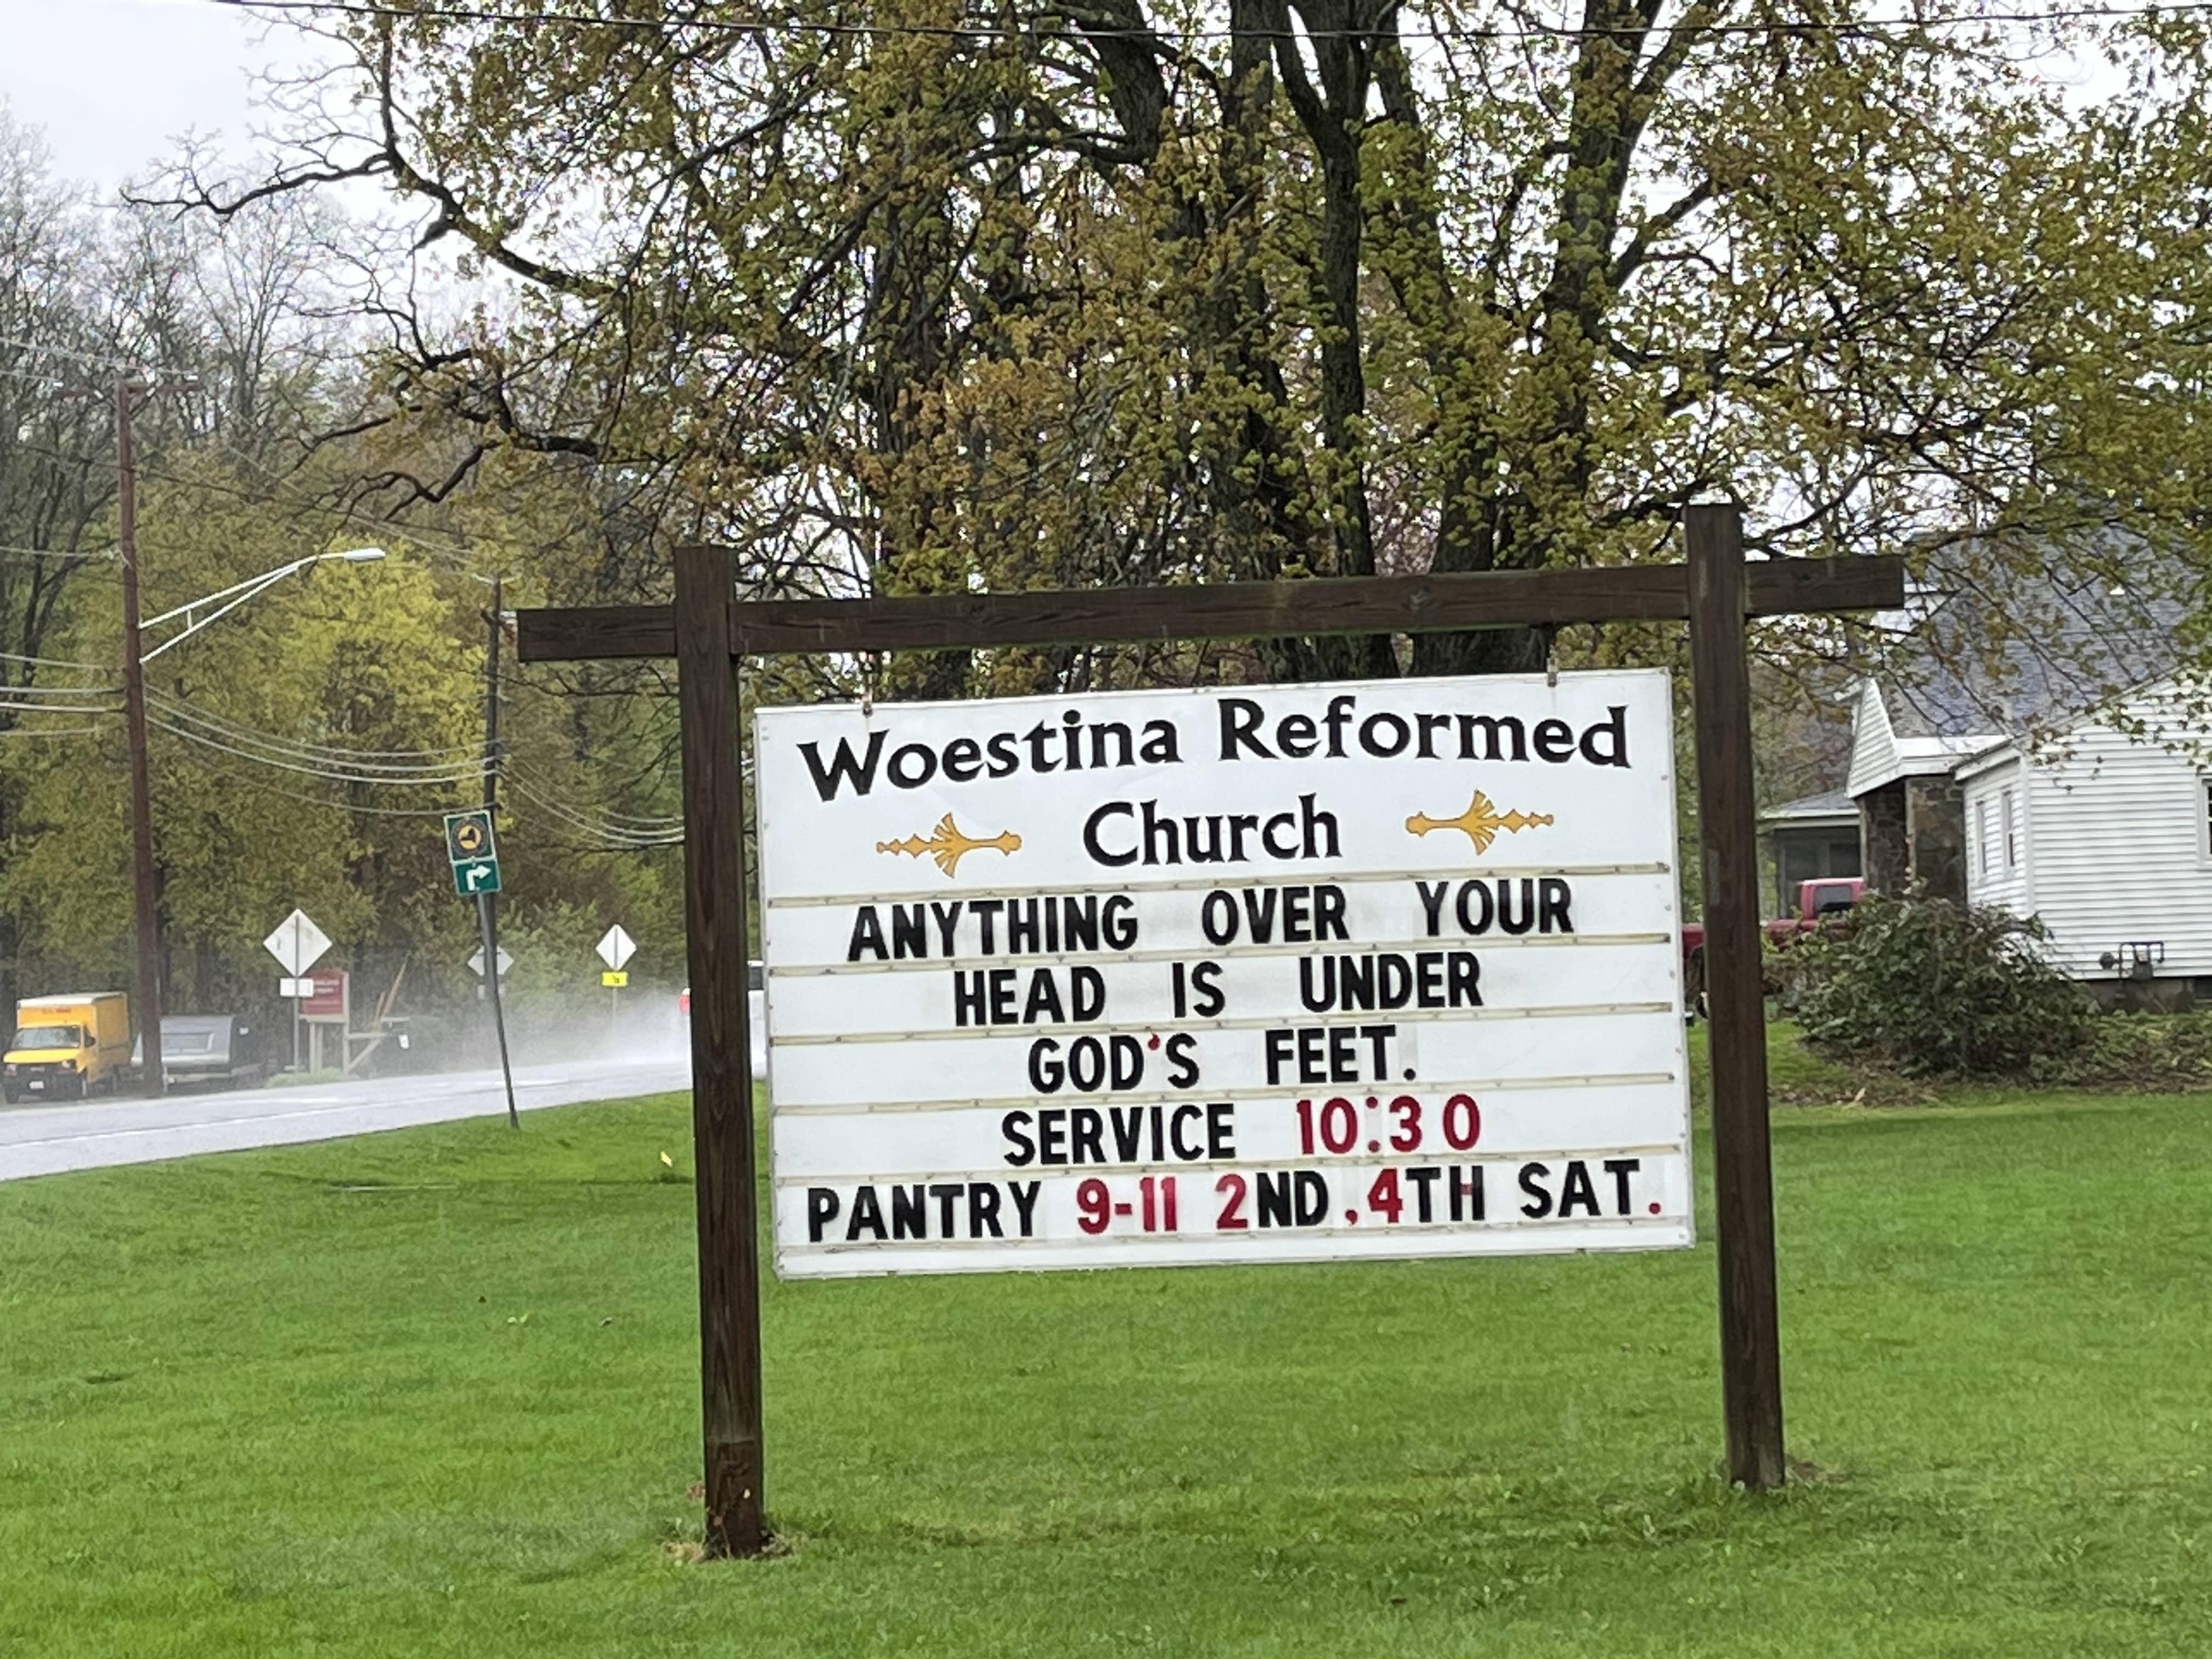 Woestina Reformed
Church
ANYTHING OVER YOUR
HEAD IS UNDER
GOD'S FEET.
SERVICE 10:30
PANTRY 9-11 2ND,4TH SAT.